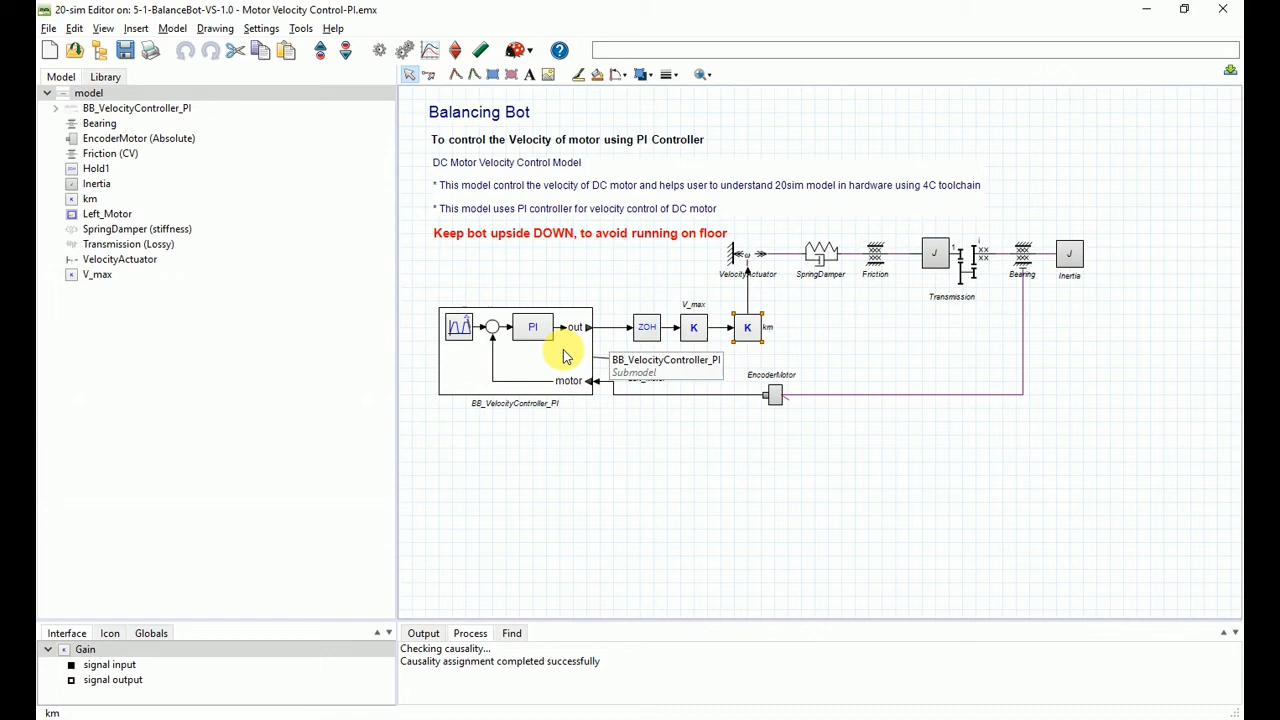 20-sim Editor on: 5-1-BalanceBot-VS-1.0 - Motor Velocity Control-PI.emx
File Edit View Insert Model Drawing Settings Tools Help
Model Library
model
BB_VelocityController_PI
Bearing
EncoderMotor (Absolute)
Friction (CV)
ZOH Hold1
J Inertia
K km
Left_Motor
SpringDamper (stiffness)
Transmission (Lossy)
VelocityActuator
K V_max
Balancing Bot
To control the Velocity of motor using PI Controller
DC Motor Velocity Control Model
* This model control the velocity of DC motor and helps user to understand 20sim model in hardware using 4C toolchain
* This model uses PI controller for velocity control of DC motor
Keep bot upside DOWN, to avoid running on floor
J 1 i J
VelocityActuator SpringDamper Friction Bearing Inertia
Transmission
V_max
PI out ZOH K K km
BB_VelocityController_PI
Submodel
motor
EncoderMotor
BB_VelocityController_PI
Interface Icon Globals
K Gain
signal input
signal output
Output Process Find
Checking causality...
Causality assignment completed successfully
km